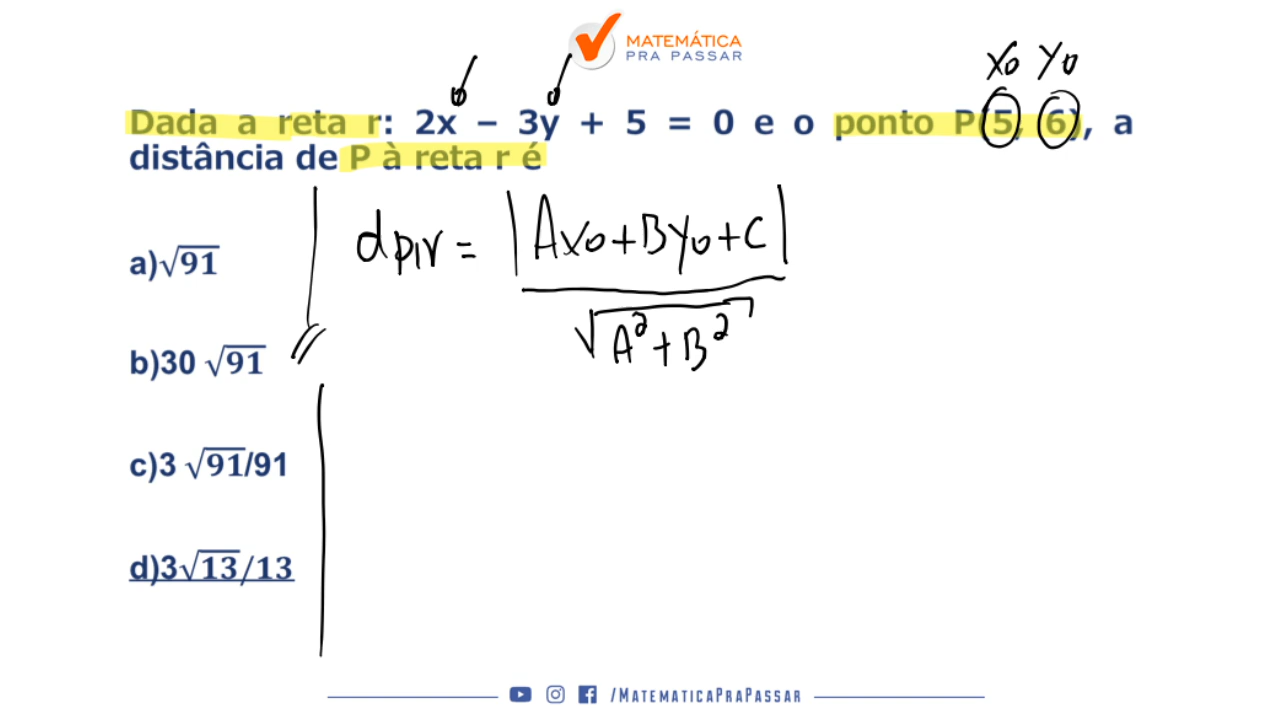 MATEMÁTICA
PRA PASSAR
X0 Y0
Dada a reta r: 2x − 3y + 5 = 0 e o ponto P(5, 6), a
distância de P à reta r é
dP,r = |Ax0+By0+C|
√A²+B²
a)√91
b)30 √91
c)3 √91/91
d)3√13/13
/MATEMATICAPRAPASSAR